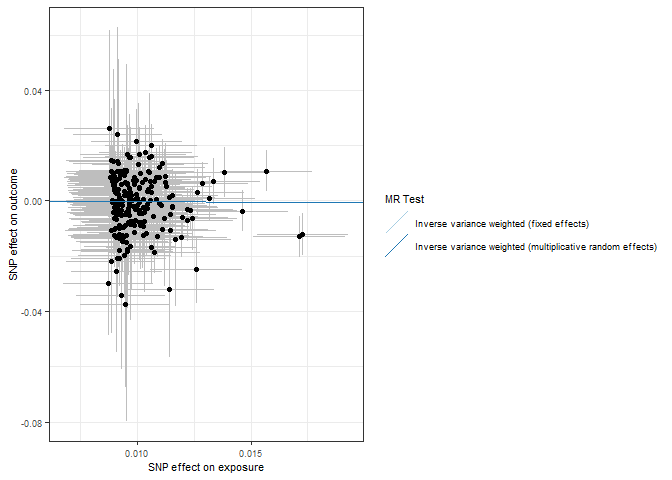 0.04
0.00
-0.04
-0.08
SNP effect on outcome
0.010
0.015
SNP effect on exposure
MR Test
Inverse variance weighted (fixed effects)
Inverse variance weighted (multiplicative random effects)